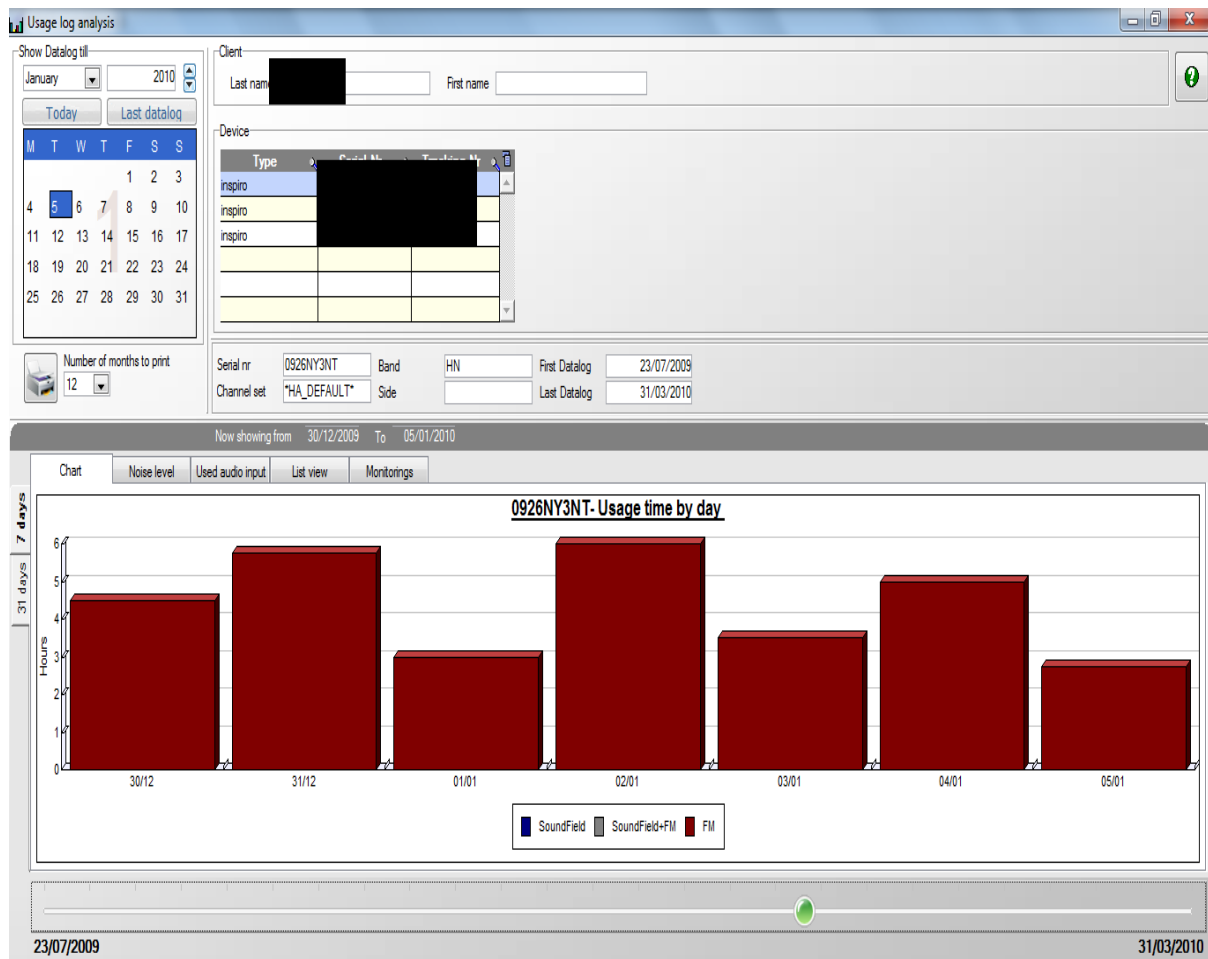 Usage log analysis
Show Datalog till
January 2010
Today Last datalog
M T W T F S S
1 2 3
4 5 6 7 8 9 10
11 12 13 14 15 16 17
18 19 20 21 22 23 24
25 26 27 28 29 30 31
1
Number of months to print
12
Client
Last name
First name
Device
Type Serial Nr Tracking Nr
inspiro
inspiro
inspiro
Serial nr 0926NY3NT Band HN First Datalog 23/07/2009
Channel set *HA_DEFAULT* Side Last Datalog 31/03/2010
Now showing from 30/12/2009 To 05/01/2010
Chart Noise level Used audio input List view Monitorings
7 days
31 days
0926NY3NT- Usage time by day
Hours
6
5
4
3
2
1
0
30/12 31/12 01/01 02/01 03/01 04/01 05/01
SoundField SoundField+FM FM
23/07/2009 31/03/2010